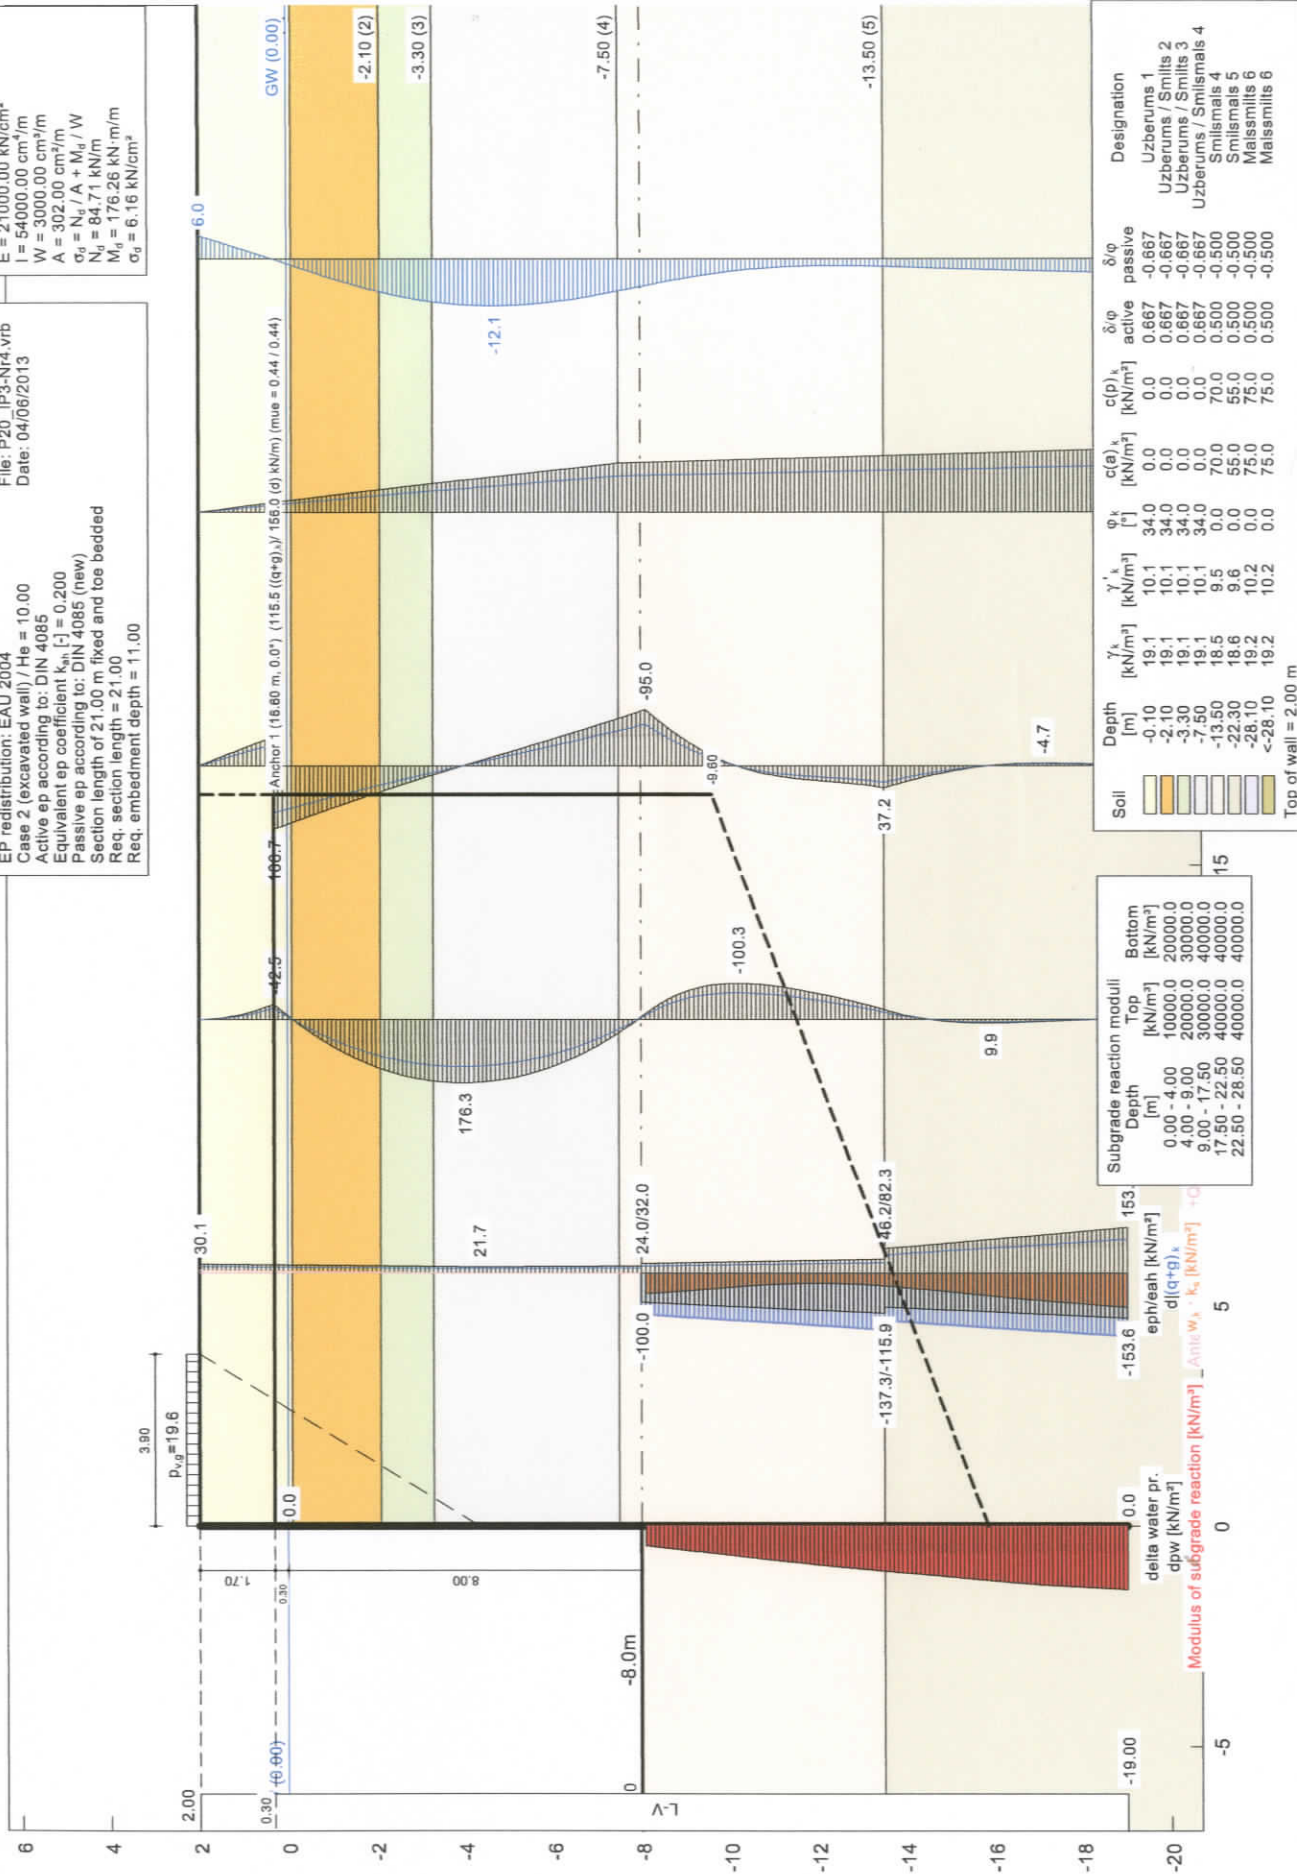 EP redistribution: EAU 2004
Case 2 (excavated wall) / He = 10.00
Active ep according to: DIN 4085
Equivalent ep coefficient kah [-] = 0.200
Passive ep according to: DIN 4085 (new)
Section length of 21.00 m fixed and toe bedded
Req. section length = 21.00
Req. embedment depth = 11.00
File: P20_IP3-Nr4.vrb
Date: 04/06/2013
E = 21000.00 kN/cm²
I = 54000.00 cm⁴/m
W = 3000.00 cm³/m
A = 302.00 cm²/m
σd = Nd / A + Md / W
Nd = 84.71 kN/m
Md = 176.26 kN·m/m
σd = 6.16 kN/cm²
6
4
2
0
-2
-4
-6
-8
-10
-12
-14
-16
-18
-20
-5
0
5
15
2.00
0.30
(0.00)
0
-8.0m
L-V
-19.00
1.70
0.30
8.00
3.90
pv,g=19.6
0.0
0.0
30.1
21.7
24.0/32.0
-100.0
46.2/82.3
-137.3/-115.9
153.
-153.6
-42.5
176.3
-100.3
9.9
100.7
-95.0
-9.60
37.2
-4.7
Anchor 1 (16.60 m, 0.0°) (115.5 ((q+g),k)/ 156.0 (d) kN/m) (mue = 0.44 / 0.44)
6.0
-12.1
GW (0.00)
-2.10 (2)
-3.30 (3)
-7.50 (4)
-13.50 (5)
delta water pr.
dpw [kN/m²]
eph/eah [kN/m²]
d|(q+g),k
Modulus of subgrade reaction [kN/m³]
w,k · ks [kN/m²]
Subgrade reaction moduli
Depth Top Bottom
[m] [kN/m³] [kN/m³]
0.00 - 4.00 10000.0 20000.0
4.00 - 9.00 20000.0 30000.0
9.00 - 17.50 30000.0 40000.0
17.50 - 22.50 40000.0 40000.0
22.50 - 28.50 40000.0 40000.0
Soil Depth γk γ'k φk c(a)k c(p)k δ/φ δ/φ Designation
[m] [kN/m³] [kN/m³] [°] [kN/m²] [kN/m²] active passive
-0.10 19.1 10.1 34.0 0.0 0.0 0.667 -0.667 Uzberums 1
-2.10 19.1 10.1 34.0 0.0 0.0 0.667 -0.667 Uzberums / Smilts 2
-3.30 19.1 10.1 34.0 0.0 0.0 0.667 -0.667 Uzberums / Smilts 3
-7.50 19.1 10.1 34.0 0.0 0.0 0.667 -0.667 Uzberums / Smilsmals 4
-13.50 18.5 9.5 0.0 70.0 70.0 0.500 -0.500 Smilsmals 4
-22.30 18.6 9.6 0.0 55.0 55.0 0.500 -0.500 Smilsmals 5
-28.10 19.2 10.2 0.0 75.0 75.0 0.500 -0.500 Malssmilts 6
<-28.10 19.2 10.2 0.0 75.0 75.0 0.500 -0.500 Malssmilts 6
Top of wall = 2.00 m